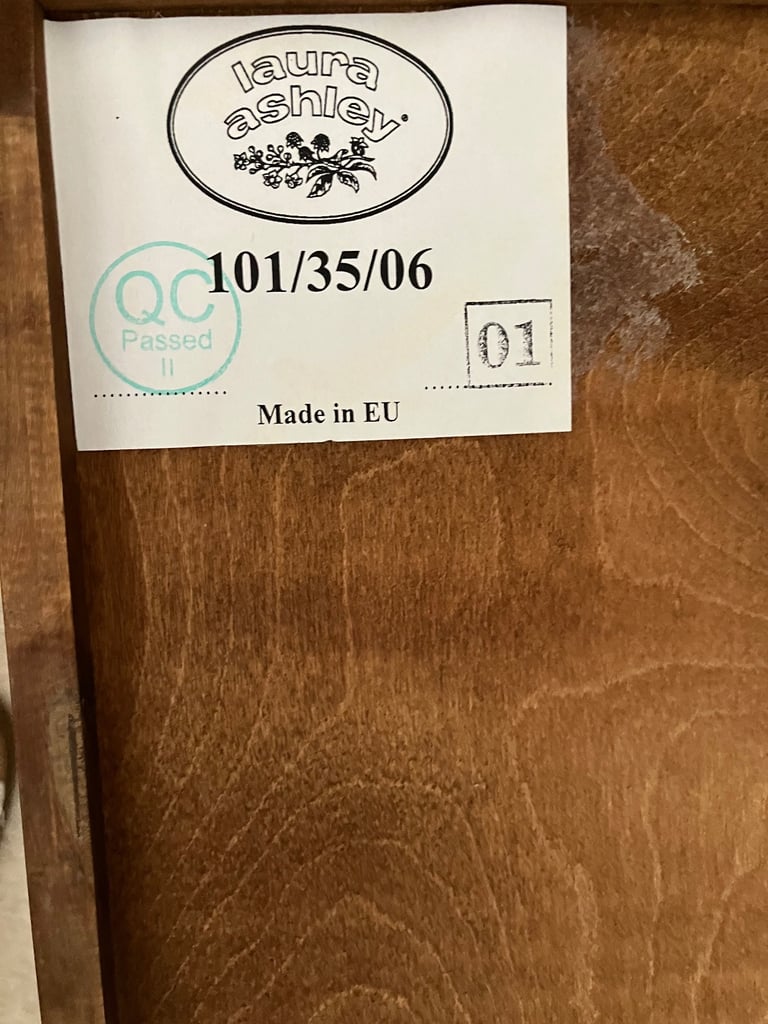 laura
ashley
101/35/06
QC
Passed
II
01
Made in EU